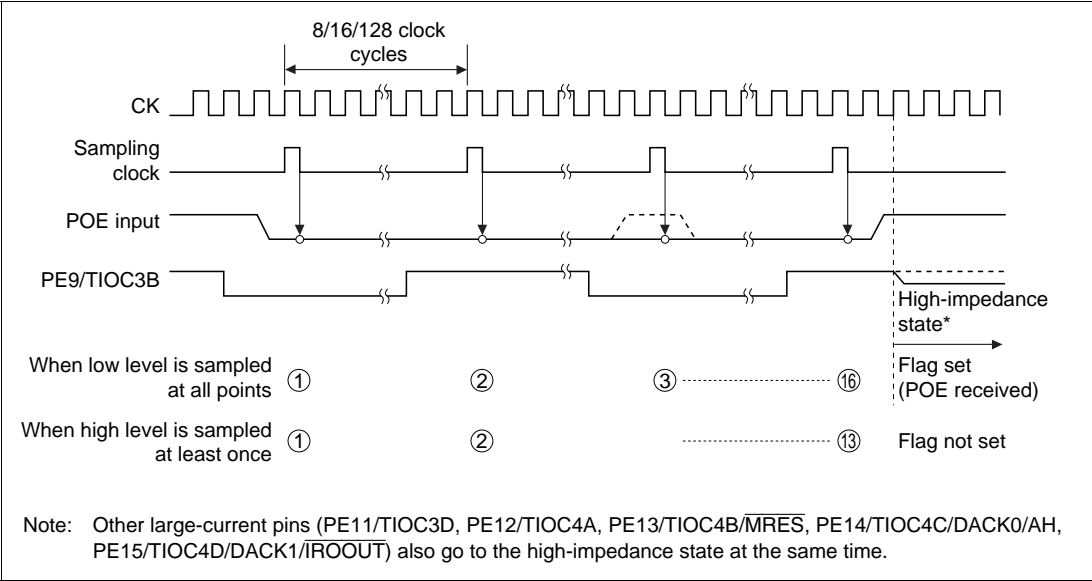 8/16/128 clock
cycles
CK
Sampling
clock
POE input
PE9/TIOC3B
High-impedance
state*
When low level is sampled
at all points
① ② ③ ⑯
Flag set
(POE received)
When high level is sampled
at least once
① ② ⑬
Flag not set
Note: Other large-current pins (PE11/TIOC3D, PE12/TIOC4A, PE13/TIOC4B/MRES, PE14/TIOC4C/DACK0/AH,
PE15/TIOC4D/DACK1/IROOUT) also go to the high-impedance state at the same time.